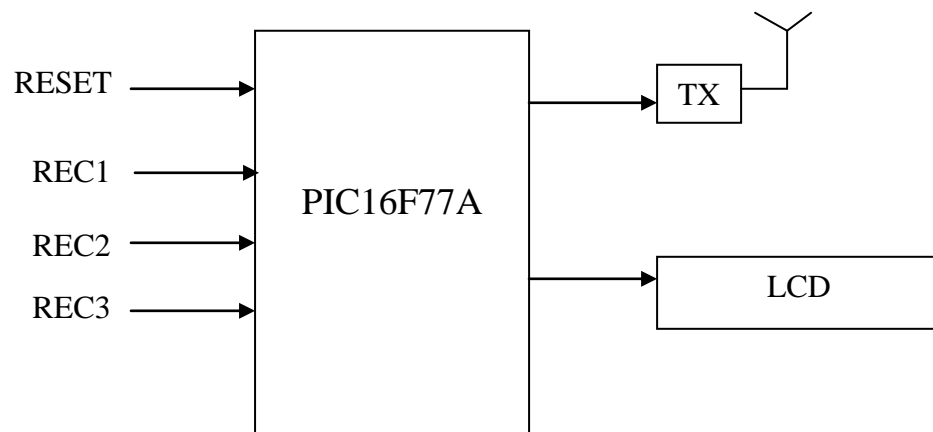 RESET
REC1
REC2
REC3
PIC16F77A
TX
LCD